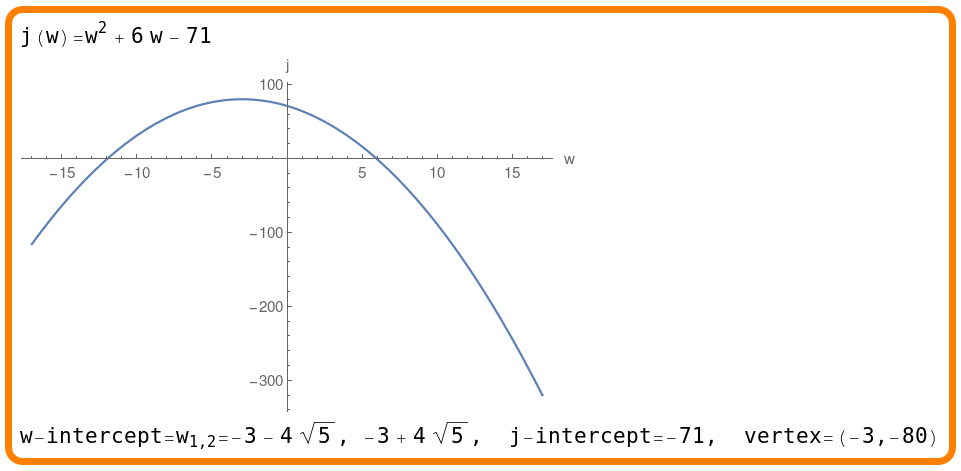 j (w) =w² + 6 w − 71
j
100
w
−15 −10 −5 5 10 15
−100
−200
−300
w−intercept=w₁,₂=−3 − 4 √5 , −3 + 4 √5 , j−intercept=−71, vertex= (−3,−80)